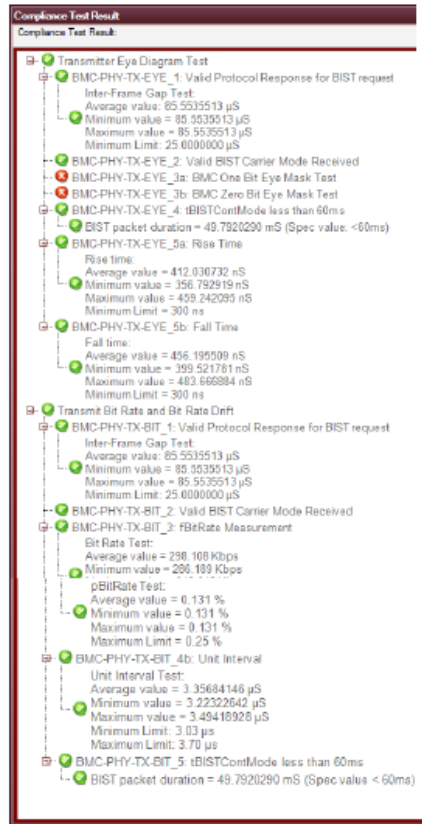 Compliance Test Result
Compliance Test Result:
Transmitter Eye Diagram Test
BMC-PHY-TX-EYE_1: Valid Protocol Response for BIST request
Inter-Frame Gap Test:
Average value: 85.5535513 µS
Minimum value = 85.5535513 µS
Maximum value = 85.5535513 µS
Minimum Limit: 25.0000000 µS
BMC-PHY-TX-EYE_2: Valid BIST Carrier Mode Received
BMC-PHY-TX-EYE_3a: BMC One Bit Eye Mask Test
BMC-PHY-TX-EYE_3b: BMC Zero Bit Eye Mask Test
BMC-PHY-TX-EYE_4: tBISTContMode less than 60ms
BIST packet duration = 49.7920290 mS (Spec value: <60ms)
BMC-PHY-TX-EYE_5a: Rise Time
Rise time:
Average value = 412.030732 nS
Minimum value = 356.792919 nS
Maximum value = 459.242095 nS
Minimum Limit = 300 ns
BMC-PHY-TX-EYE_5b: Fall Time
Fall time:
Average value = 456.195509 nS
Minimum value = 399.521781 nS
Maximum value = 483.666884 nS
Minimum Limit = 300 ns
Transmit Bit Rate and Bit Rate Drift
BMC-PHY-TX-BIT_1: Valid Protocol Response for BIST request
Inter-Frame Gap Test:
Average value: 85.5535513 µS
Minimum value = 85.5535513 µS
Maximum value = 85.5535513 µS
Minimum Limit: 25.0000000 µS
BMC-PHY-TX-BIT_2: Valid BIST Carrier Mode Received
BMC-PHY-TX-BIT_3: fBitRate Measurement
Bit Rate Test:
Average value = 298.108 Kbps
Minimum value = 286.189 Kbps
pBitRate Test:
Average value = 0.131 %
Minimum value = 0.131 %
Maximum value = 0.131 %
Maximum Limit = 0.25 %
BMC-PHY-TX-BIT_4b: Unit Interval
Unit Interval Test:
Average value = 3.35684146 µS
Minimum value = 3.22322642 µS
Maximum value = 3.49418928 µS
Minimum Limit: 3.03 µs
Maximum Limit: 3.70 µs
BMC-PHY-TX-BIT_5: tBISTContMode less than 60ms
BIST packet duration = 49.7920290 mS (Spec value < 60ms)